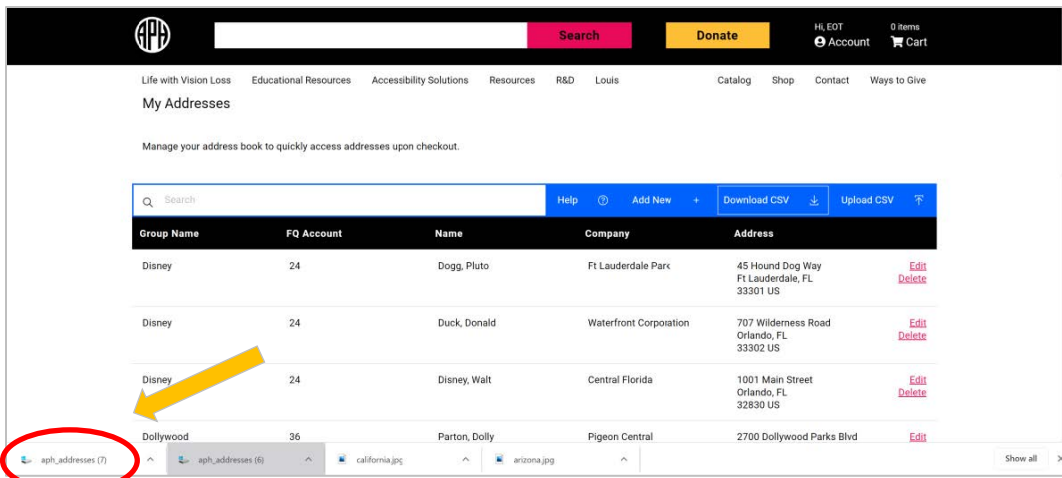 APH Search Donate Hi, EOT 0 items
Account Cart
Life with Vision Loss Educational Resources Accessibility Solutions Resources R&D Louis Catalog Shop Contact Ways to Give
My Addresses
Manage your address book to quickly access addresses upon checkout.
Search Help ? Add New + Download CSV Upload CSV
Group Name FQ Account Name Company Address
Disney 24 Dogg, Pluto Ft Lauderdale Park 45 Hound Dog Way Edit
Ft Lauderdale, FL Delete
33301 US
Disney 24 Duck, Donald Waterfront Corporation 707 Wilderness Road Edit
Orlando, FL Delete
33302 US
Disney 24 Disney, Walt Central Florida 1001 Main Street Edit
Orlando, FL Delete
32830 US
Dollywood 36 Parton, Dolly Pigeon Central 2700 Dollywood Parks Blvd Edit
aph_addresses (7) aph_addresses (6) california.jpg arizona.jpg Show all